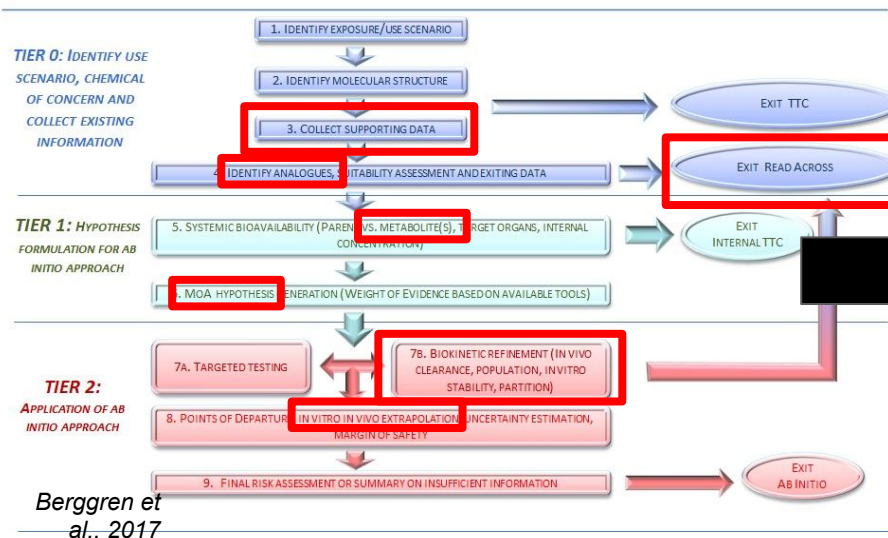 1. IDENTIFY EXPOSURE/USE SCENARIO
TIER 0: IDENTIFY USE
SCENARIO, CHEMICAL
OF CONCERN AND
COLLECT EXISTING
INFORMATION
2. IDENTIFY MOLECULAR STRUCTURE
EXIT TTC
3. COLLECT SUPPORTING DATA
4. IDENTIFY ANALOGUES, SUITABILITY ASSESSMENT AND EXITING DATA
EXIT READ ACROSS
TIER 1: HYPOTHESIS
FORMULATION FOR AB
INITIO APPROACH
5. SYSTEMIC BIOAVAILABILITY (PARENT VS. METABOLITE(S), TARGET ORGANS, INTERNAL
CONCENTRATION)
EXIT
INTERNAL TTC
MOA HYPOTHESIS GENERATION (WEIGHT OF EVIDENCE BASED ON AVAILABLE TOOLS)
TIER 2:
APPLICATION OF AB
INITIO APPROACH
7A. TARGETED TESTING
7B. BIOKINETIC REFINEMENT (IN VIVO
CLEARANCE, POPULATION, IN VITRO
STABILITY, PARTITION)
8. POINTS OF DEPARTURE, IN VITRO IN VIVO EXTRAPOLATION, UNCERTAINTY ESTIMATION,
MARGIN OF SAFETY
9. FINAL RISK ASSESSMENT OR SUMMARY ON INSUFFICIENT INFORMATION
EXIT
AB INITIO
Berggren et
al., 2017